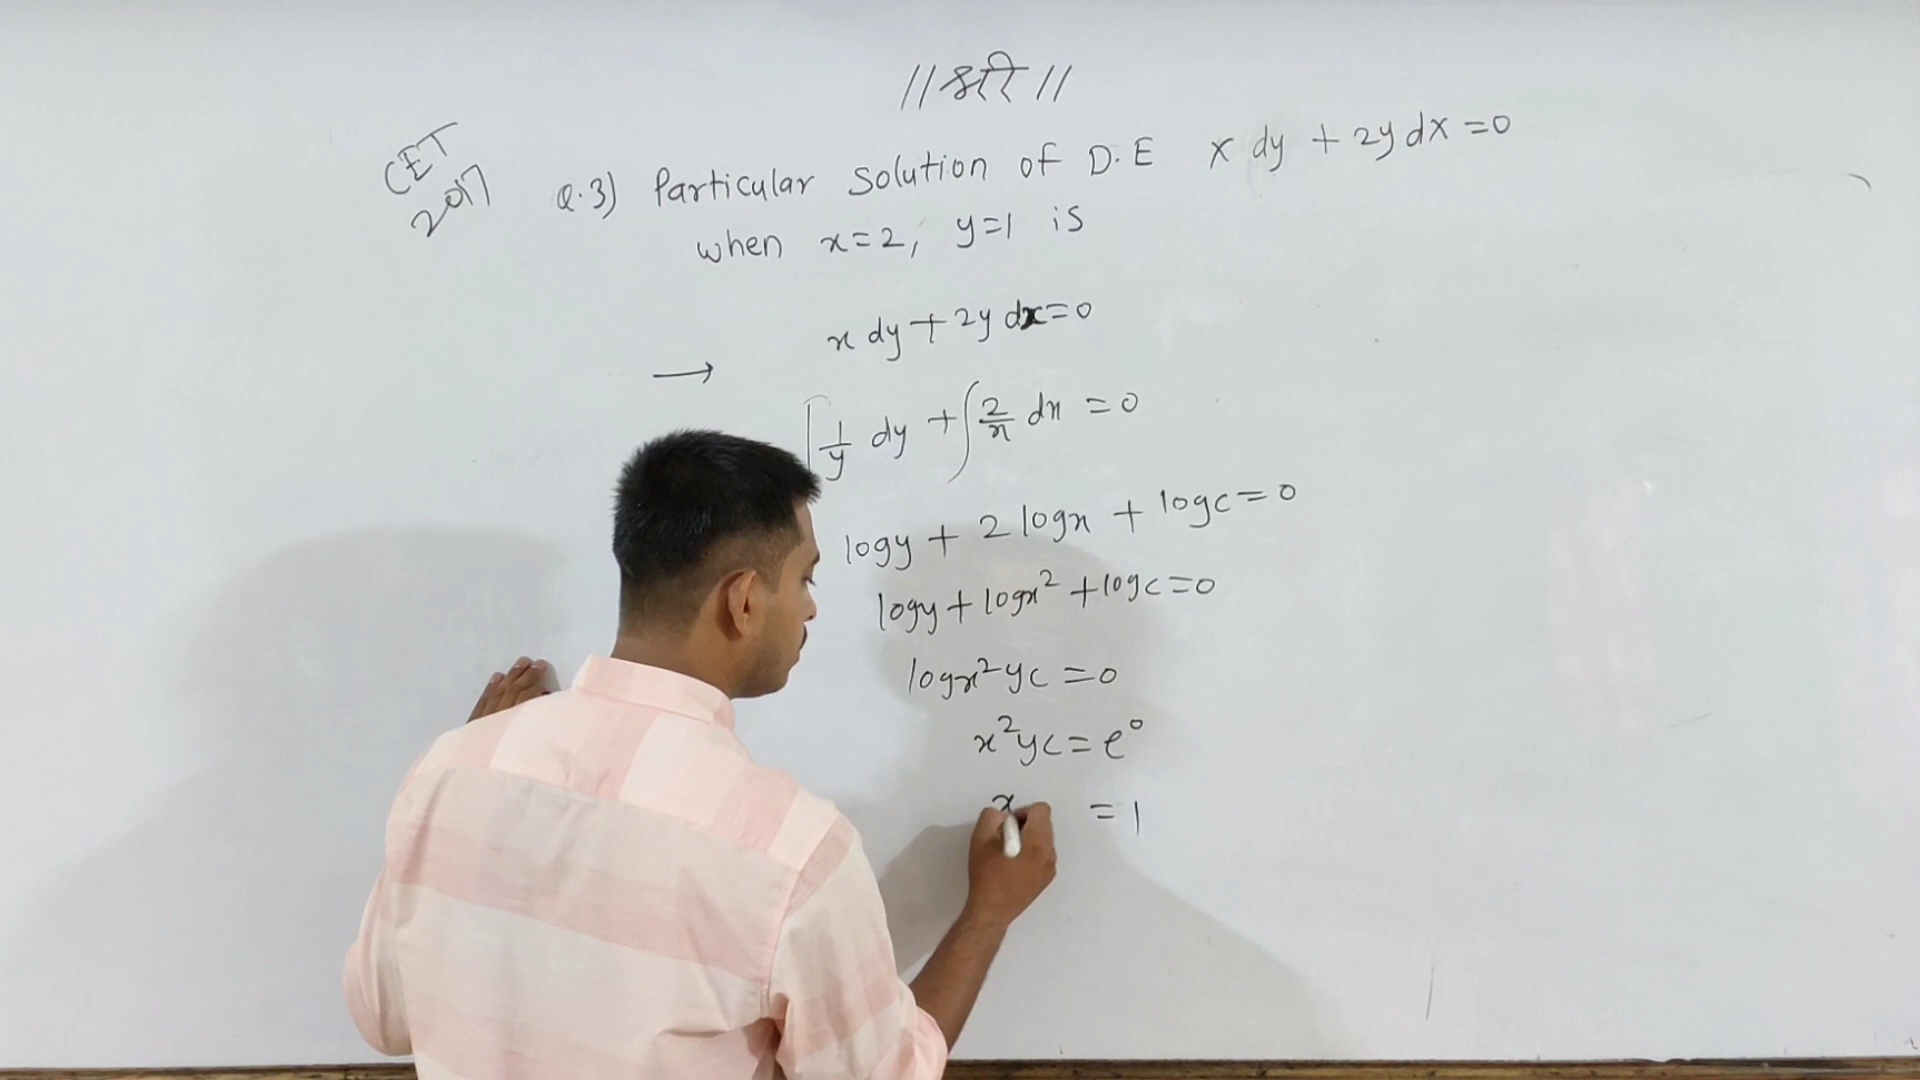 ||श्री||
CET 2017
Q.3) Particular solution of D.E x dy + 2y dx = 0
when x=2, y=1 is
→ x dy + 2y dx = 0
∫ 1/y dy + ∫ 2/x dx = 0
logy + 2 logx + logc = 0
logy + logx² + logc = 0
logx²yc = 0
x²yc = e⁰
x = 1